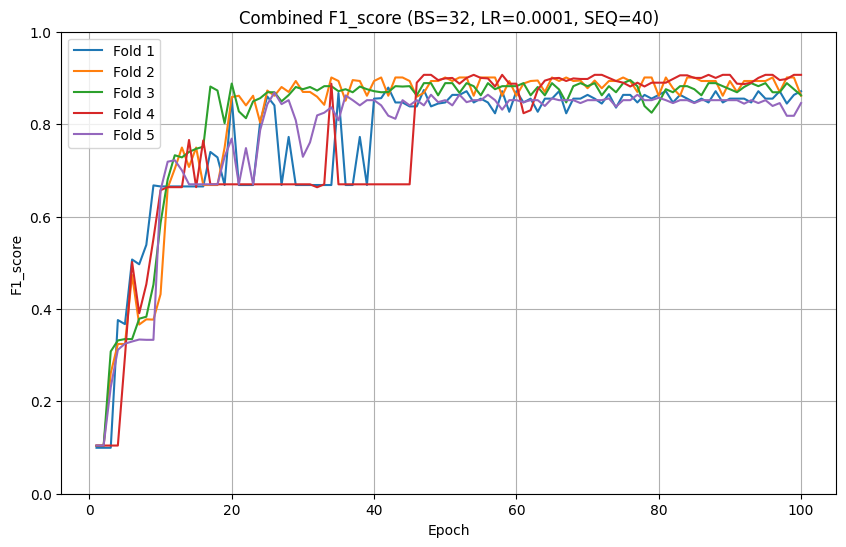 Combined F1_score (BS=32, LR=0.0001, SEQ=40)
Fold 1
Fold 2
Fold 3
Fold 4
Fold 5
F1_score
1.0
0.8
0.6
0.4
0.2
0.0
0 20 40 60 80 100
Epoch